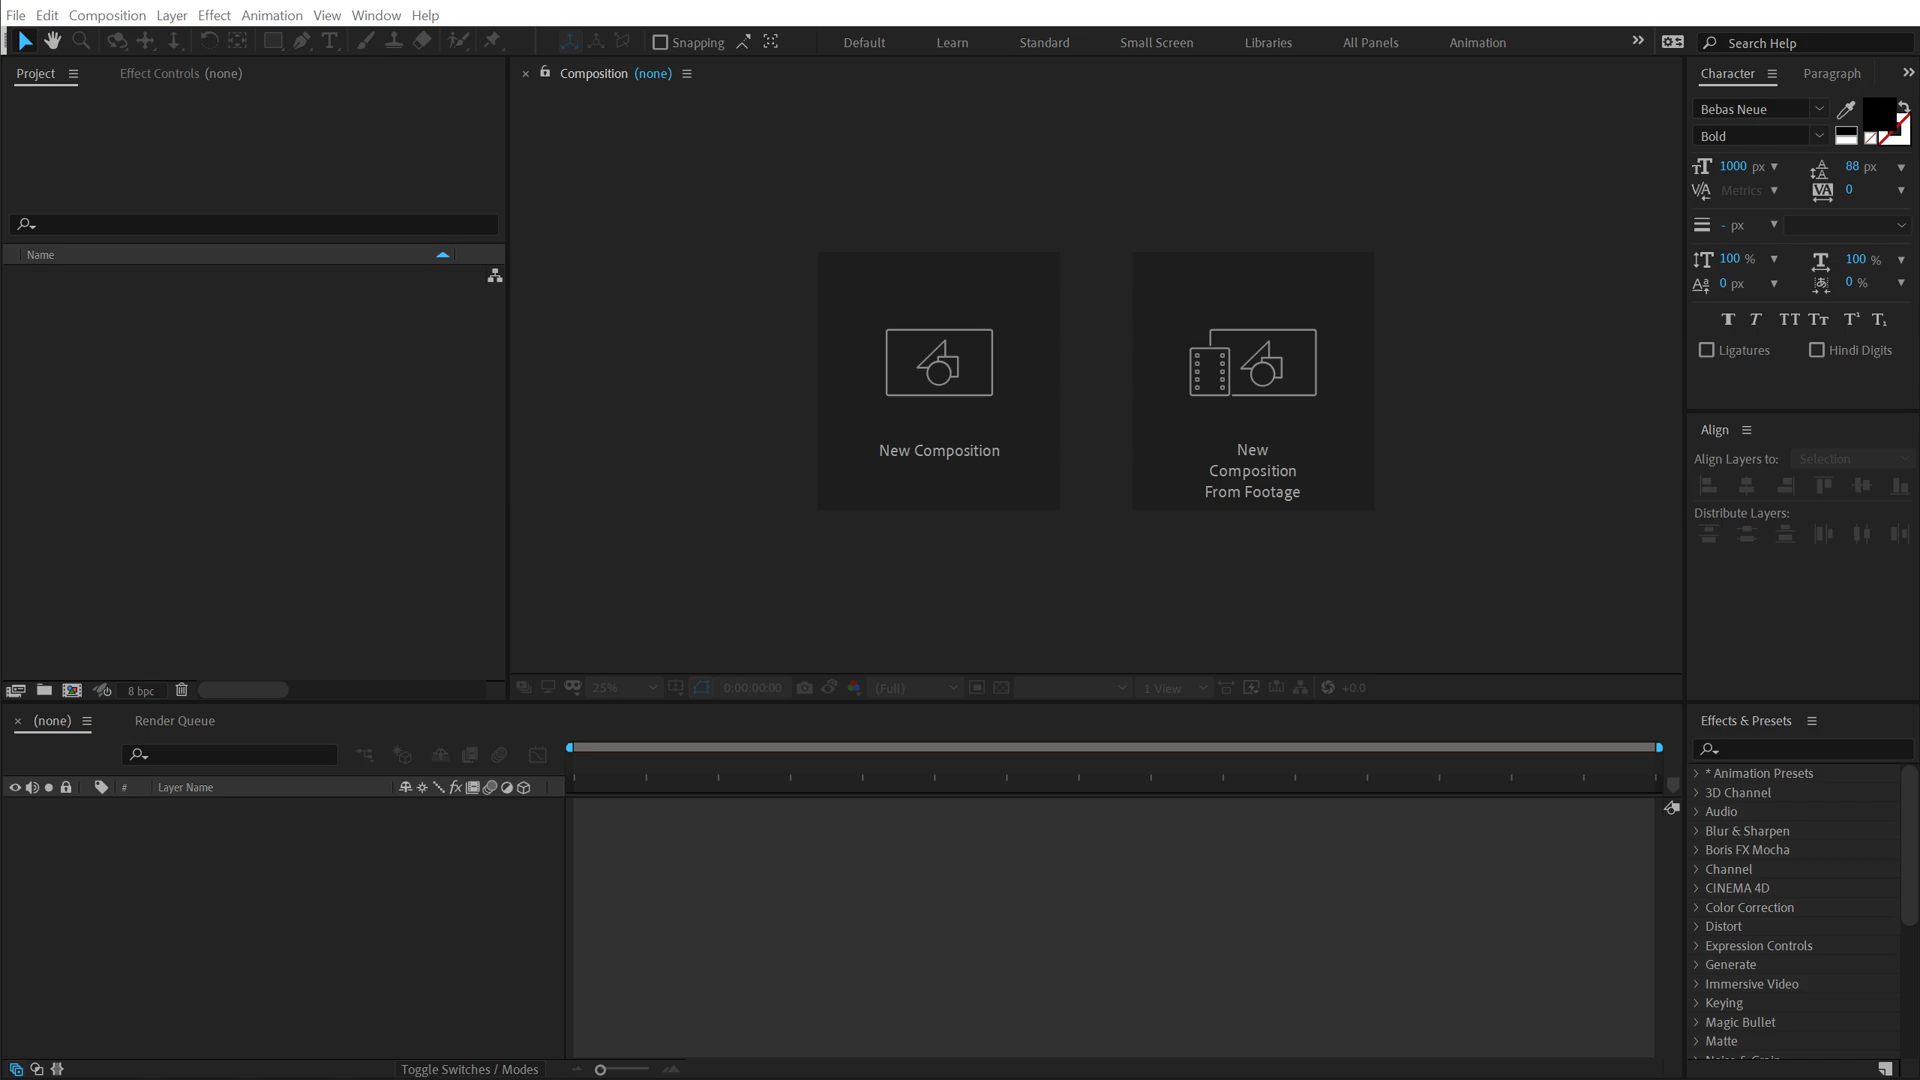 File Edit Composition Layer Effect Animation View Window Help
Snapping Default Learn Standard Small Screen Libraries All Panels Animation Search Help
Project Effect Controls (none)
Composition (none)
Character Paragraph
Bebas Neue
Bold
1000 px 88 px
Metrics 0
- px
100 % 100 %
0 px 0 %
T T TT Tt T¹ T₁
Ligatures Hindi Digits
Name
New Composition
New
Composition
From Footage
Align
Align Layers to: Selection
Distribute Layers:
8 bpc
25% 0:00:00:00 (Full) 1 View +0.0
(none) Render Queue
# Layer Name
fx
Toggle Switches / Modes
Effects & Presets
* Animation Presets
3D Channel
Audio
Blur & Sharpen
Boris FX Mocha
Channel
CINEMA 4D
Color Correction
Distort
Expression Controls
Generate
Immersive Video
Keying
Magic Bullet
Matte